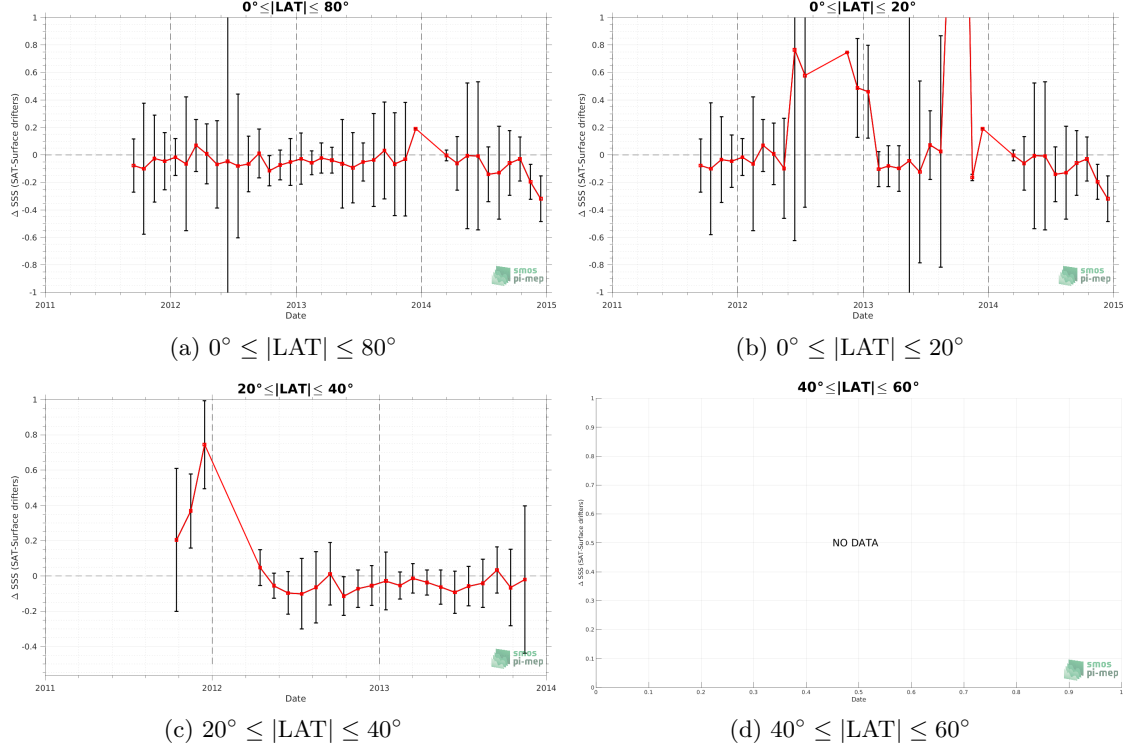 0°≤|LAT|≤ 80°
Δ SSS (SAT-Surface drifters)
1
0.8
0.6
0.4
0.2
0
-0.2
-0.4
-0.6
-0.8
-1
2011
2012
2013
2014
2015
Date
smos
pi-mep
(a) 0° ≤ |LAT| ≤ 80°
0°≤|LAT|≤ 20°
Δ SSS (SAT-Surface drifters)
1
0.8
0.6
0.4
0.2
0
-0.2
-0.4
-0.6
-0.8
-1
2011
2012
2013
2014
2015
Date
smos
pi-mep
(b) 0° ≤ |LAT| ≤ 20°
20°≤|LAT|≤ 40°
Δ SSS (SAT-Surface drifters)
1
0.8
0.6
0.4
0.2
0
-0.2
-0.4
2011
2012
2013
2014
Date
smos
pi-mep
(c) 20° ≤ |LAT| ≤ 40°
40°≤|LAT|≤ 60°
Δ SSS (SAT-Surface drifters)
1
0.9
0.8
0.7
0.6
0.5
0.4
0.3
0.2
0.1
0
NO DATA
0
0.1
0.2
0.3
0.4
0.5
0.6
0.7
0.8
0.9
1
Date
smos
pi-mep
(d) 40° ≤ |LAT| ≤ 60°